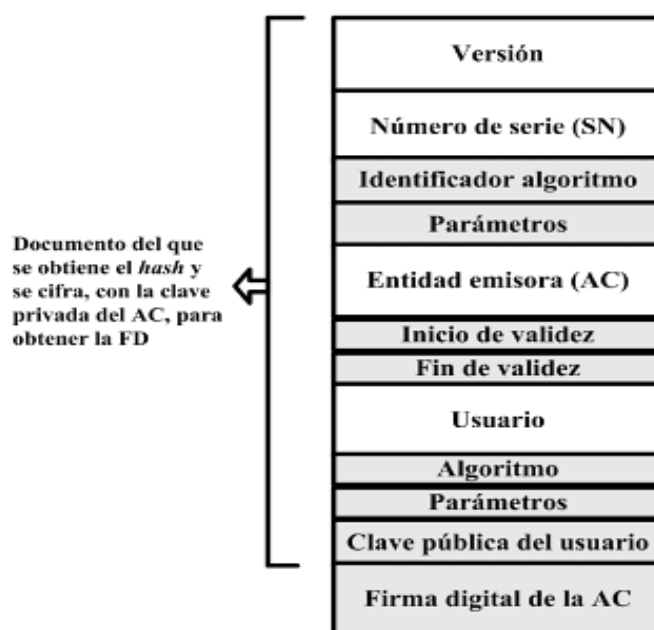 Versión
Número de serie (SN)
Identificador algoritmo
Parámetros
Entidad emisora (AC)
Inicio de validez
Fin de validez
Usuario
Algoritmo
Parámetros
Clave pública del usuario
Firma digital de la AC
Documento del que
se obtiene el hash y
se cifra, con la clave
privada del AC, para
obtener la FD